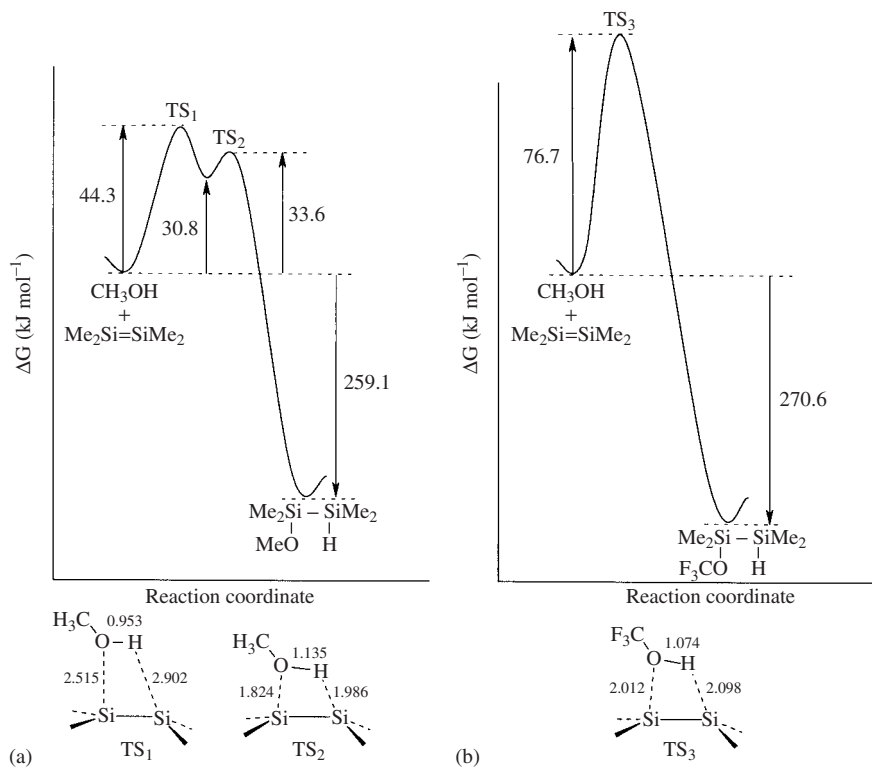 TS3
TS1
TS2
76.7
44.3
30.8
33.6
ΔG (kJ mol−1)
CH3OH
+
Me2Si=SiMe2
259.1
Me2Si – SiMe2
MeO H
Reaction coordinate
ΔG (kJ mol−1)
CH3OH
+
Me2Si=SiMe2
270.6
Me2Si – SiMe2
F3CO H
Reaction coordinate
(a)
H3C 0.953
O–H
2.515 2.902
Si Si
TS1
H3C 1.135
O–H
1.824 1.986
Si Si
TS2
(b)
F3C 1.074
O–H
2.012 2.098
Si Si
TS3